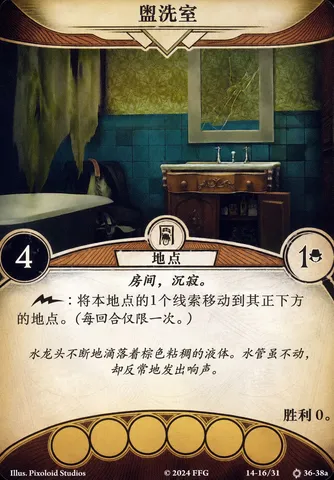 盥洗室
4
地点
1
房间，沉寂。
：将本地点的1个线索移动到其正下方
的地点。（每回合仅限一次。）
水龙头不断地滴落着棕色粘稠的液体。水管虽不动，
却反常地发出响声。
胜利 0。
Illus. Pixoloid Studios © 2024 FFG 14-16/31 36-38a